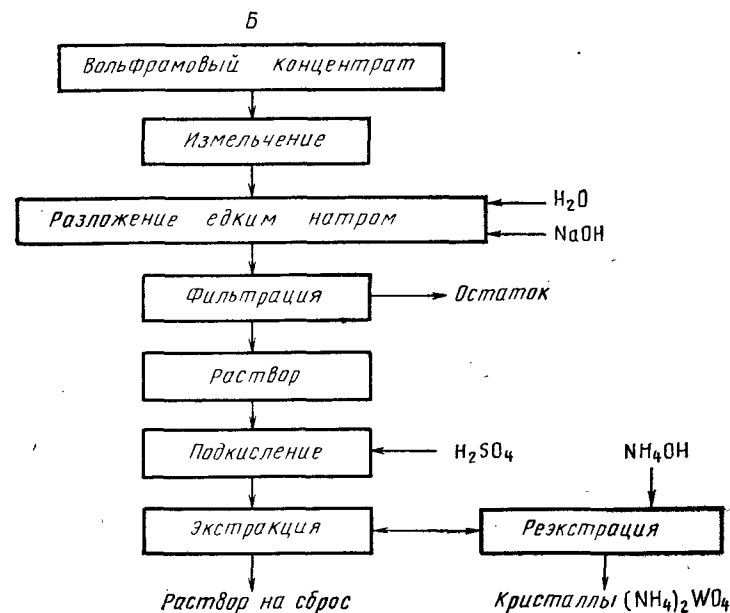 Б
Вольфрамовый концентрат
Измельчение
Разложение едким натром
H₂O
NaOH
Фильтрация
Остаток
Раствор
Подкисление
H₂SO₄
NH₄OH
Экстракция
Реэкстрация
Раствор на сброс
Кристаллы (NH₄)₂WO₄